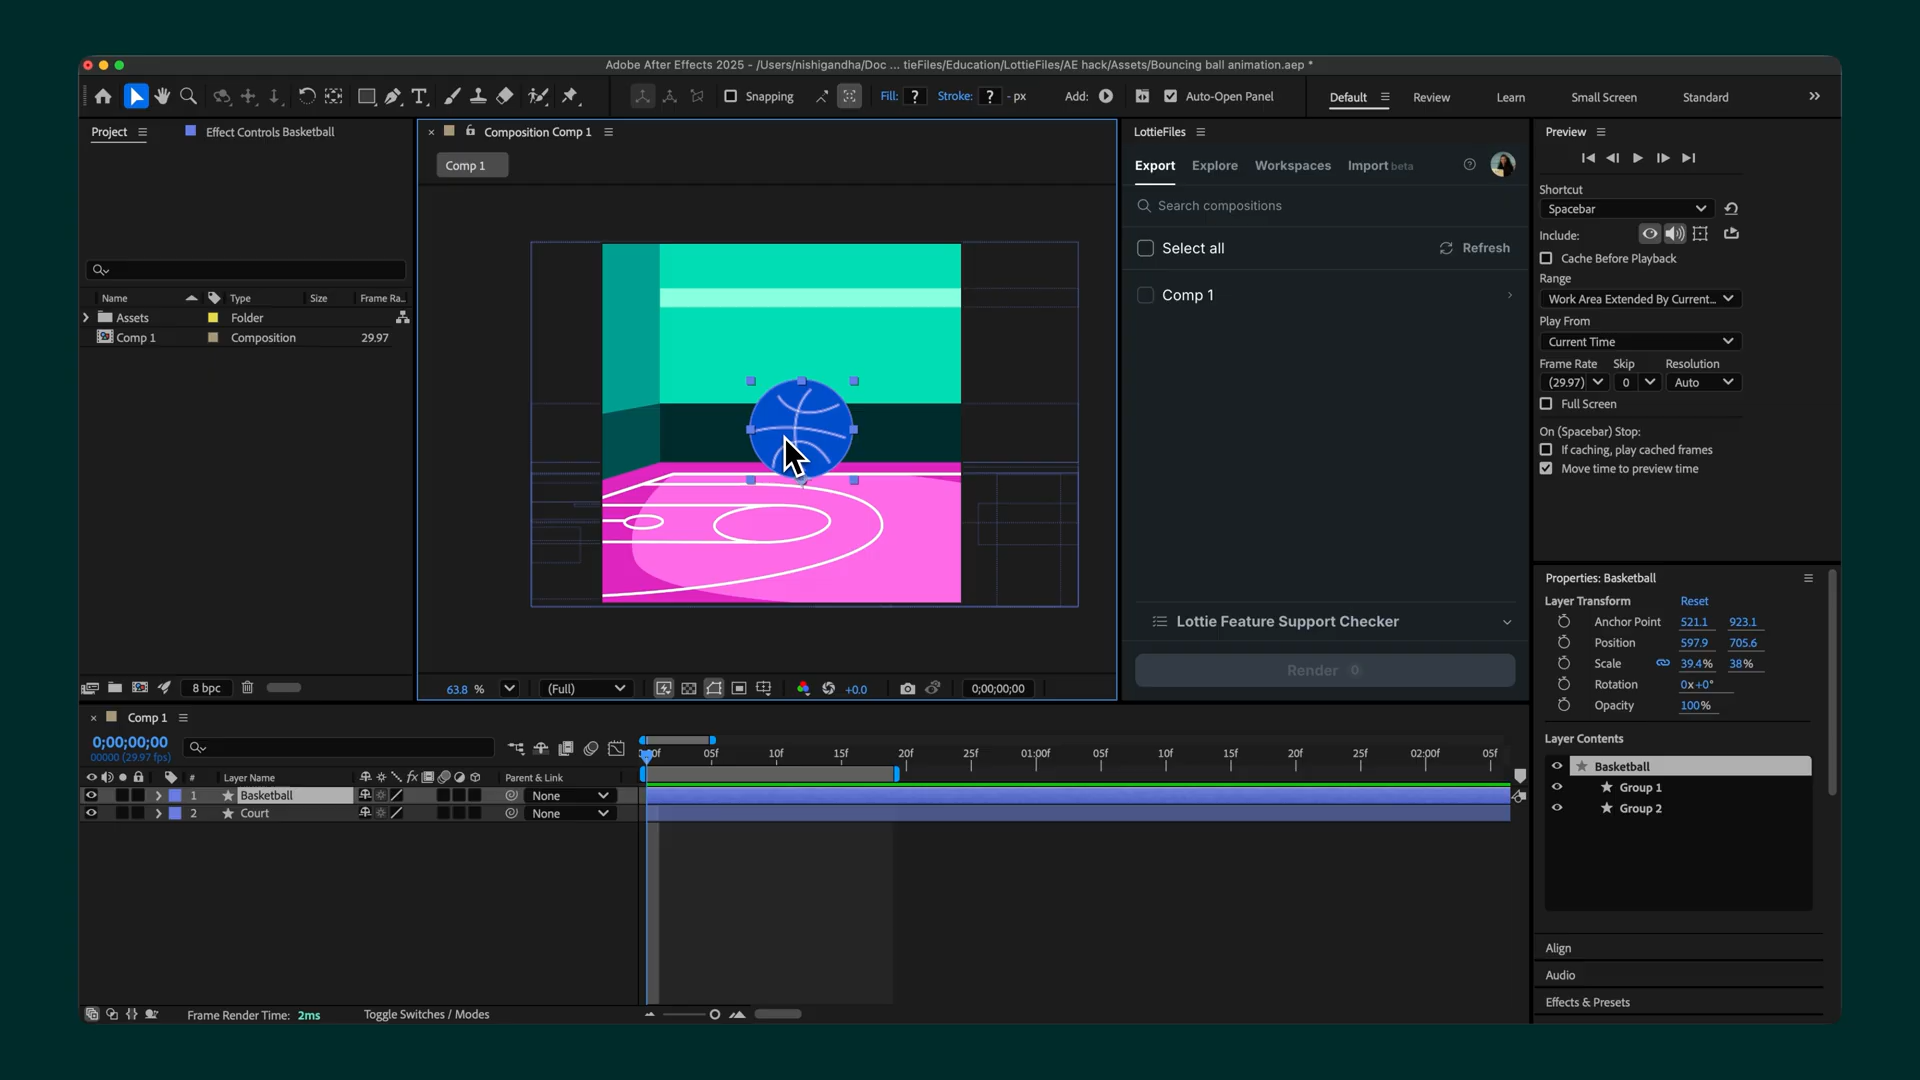 Adobe After Effects 2025 - /Users/nishigandha/Doc ... tieFiles/Education/LottieFiles/AE hack/Assets/Bouncing ball animation.aep *
Snapping
Fill: ?
Stroke: ? - px
Add:
Auto-Open Panel
Default
Review
Learn
Small Screen
Standard
Project
Effect Controls Basketball
Name Type Size Frame Ra..
Assets Folder
Comp 1 Composition 29.97
8 bpc
Composition Comp 1
Comp 1
63.8 %
(Full)
+0.0
0;00;00;00
LottieFiles
Export Explore Workspaces Import beta
Search compositions
Select all
Refresh
Comp 1
Lottie Feature Support Checker
Render 0
Preview
Shortcut
Spacebar
Include:
Cache Before Playback
Range
Work Area Extended By Current...
Play From
Current Time
Frame Rate Skip Resolution
(29.97) 0 Auto
Full Screen
On (Spacebar) Stop:
If caching, play cached frames
Move time to preview time
Properties: Basketball
Layer Transform Reset
Anchor Point 521.1 923.1
Position 597.9 705.6
Scale 39.4% 38%
Rotation 0x+0°
Opacity 100%
Layer Contents
Basketball
Group 1
Group 2
Align
Audio
Effects & Presets
Comp 1
0;00;00;00
00000 (29.97 fps)
05f 10f 15f 20f 25f 01:00f 05f 10f 15f 20f 25f 02:00f 05f
# Layer Name fx Parent & Link
1 Basketball None
2 Court None
Frame Render Time: 2ms
Toggle Switches / Modes